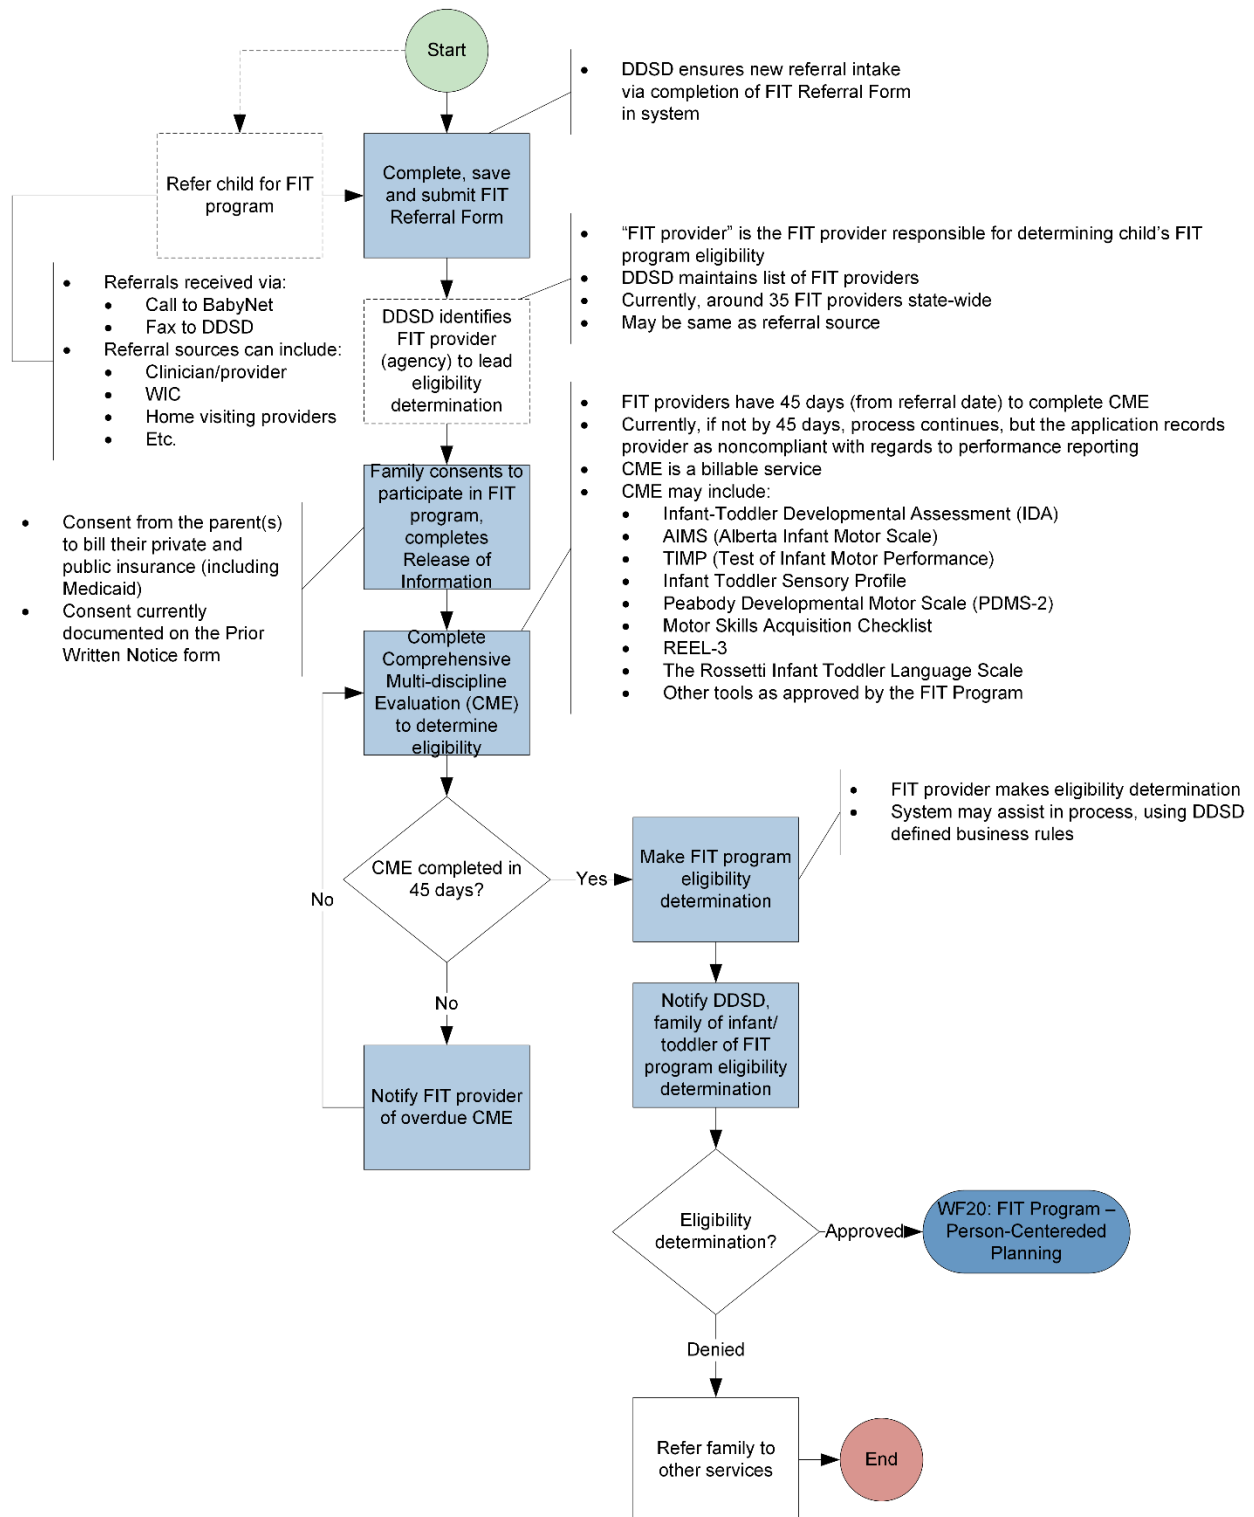 Start
• DDSD ensures new referral intake
via completion of FIT Referral Form
in system
Refer child for FIT
program
Complete, save
and submit FIT
Referral Form
• Referrals received via:
• Call to BabyNet
• Fax to DDSD
• Referral sources can include:
• Clinician/provider
• WIC
• Home visiting providers
• Etc.
• “FIT provider” is the FIT provider responsible for determining child’s FIT
program eligibility
• DDSD maintains list of FIT providers
• Currently, around 35 FIT providers state-wide
• May be same as referral source
DDSD identifies
FIT provider
(agency) to lead
eligibility
determination
• FIT providers have 45 days (from referral date) to complete CME
• Currently, if not by 45 days, process continues, but the application records
provider as noncompliant with regards to performance reporting
• CME is a billable service
• CME may include:
• Infant-Toddler Developmental Assessment (IDA)
• AIMS (Alberta Infant Motor Scale)
• TIMP (Test of Infant Motor Performance)
• Infant Toddler Sensory Profile
• Peabody Developmental Motor Scale (PDMS-2)
• Motor Skills Acquisition Checklist
• REEL-3
• The Rossetti Infant Toddler Language Scale
• Other tools as approved by the FIT Program
Family consents to
participate in FIT
program,
completes
Release of
Information
• Consent from the parent(s)
to bill their private and
public insurance (including
Medicaid)
• Consent currently
documented on the Prior
Written Notice form
Complete
Comprehensive
Multi-discipline
Evaluation (CME)
to determine
eligibility
CME completed in
45 days?
Yes
No
No
Notify FIT provider
of overdue CME
• FIT provider makes eligibility determination
• System may assist in process, using DDSD
defined business rules
Make FIT program
eligibility
determination
Notify DDSD,
family of infant/
toddler of FIT
program eligibility
determination
Eligibility
determination?
Approved
WF20: FIT Program –
Person-Centereded
Planning
Denied
Refer family to
other services
End